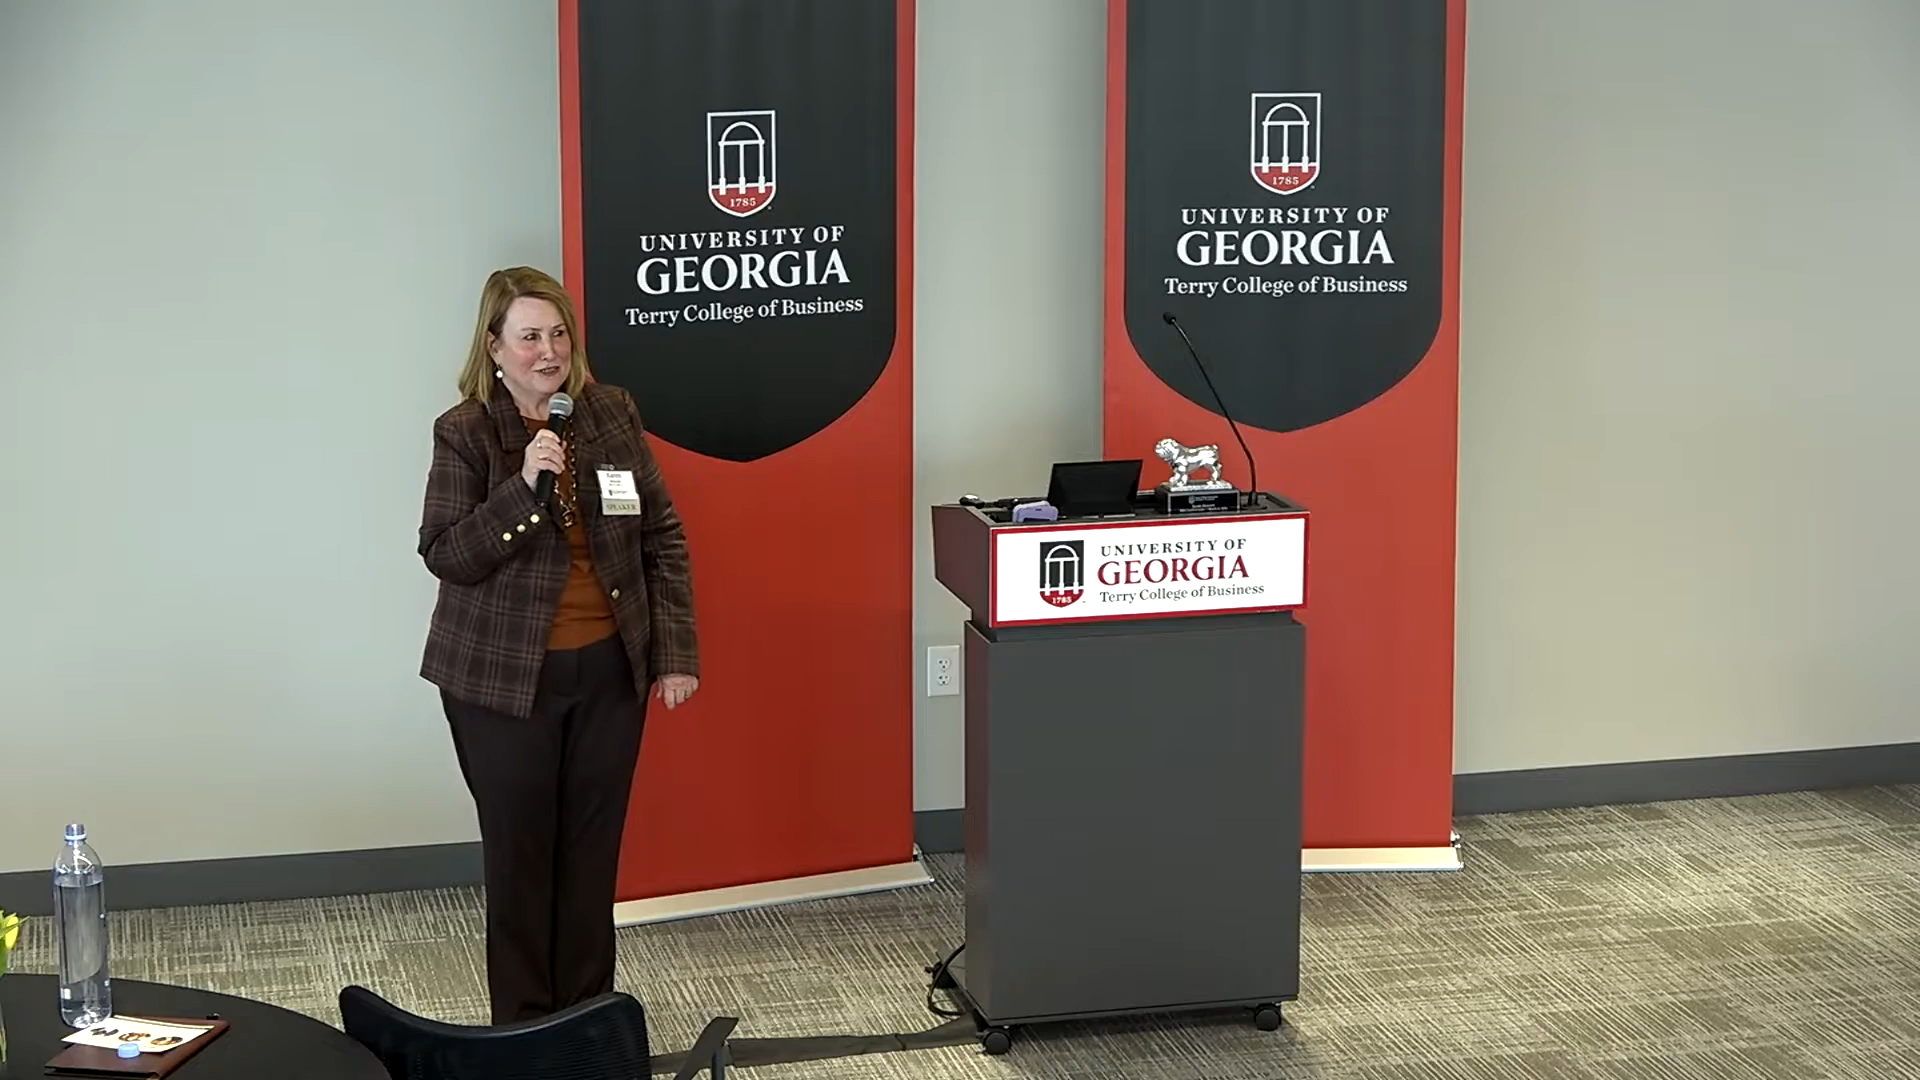 1785
UNIVERSITY OF
GEORGIA
Terry College of Business
1785
UNIVERSITY OF
GEORGIA
Terry College of Business
SPEAKER
1785
UNIVERSITY OF
GEORGIA
Terry College of Business